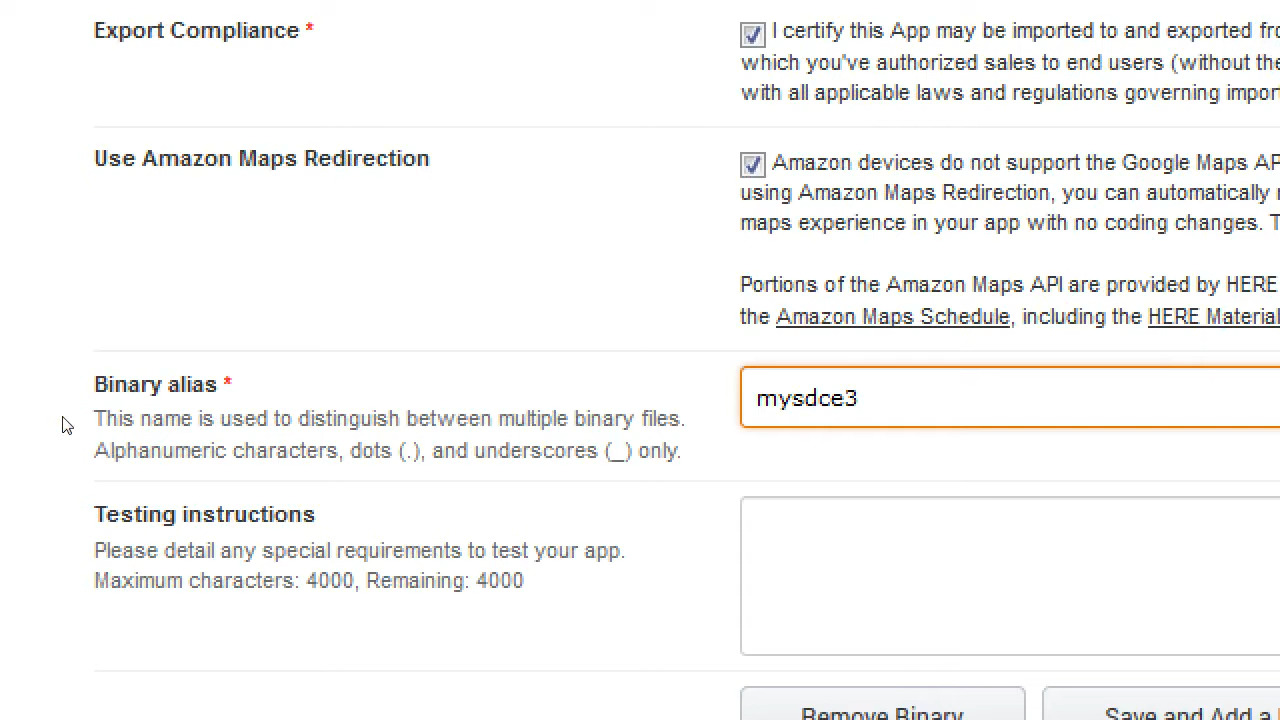 Export Compliance *
I certify this App may be imported to and exported
which you've authorized sales to end users (without
with all applicable laws and regulations governing
Use Amazon Maps Redirection
Amazon devices do not support the Google Maps
using Amazon Maps Redirection, you can automatically
maps experience in your app with no coding changes.
Portions of the Amazon Maps API are provided by HERE
the Amazon Maps Schedule, including the HERE
Binary alias *
mysdce3
This name is used to distinguish between multiple binary files.
Alphanumeric characters, dots (.), and underscores (_) only.
Testing instructions
Please detail any special requirements to test your app.
Maximum characters: 4000, Remaining: 4000
Remove Binary
Save and Add a